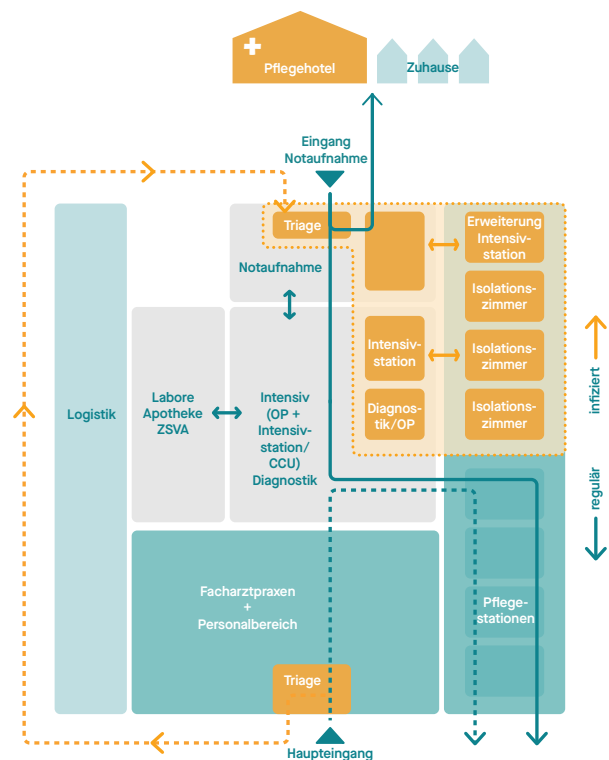 Pflegehotel
Zuhause
Eingang
Notaufnahme
Triage
Notaufnahme
Erweiterung
Intensiv-
station
Isolations-
zimmer
Intensiv-
station
Isolations-
zimmer
Diagnos-
tik/OP
Isolations-
zimmer
Logistik
Labore
Apotheke
ZSVA
Intensiv
(OP +
Intensiv-
station/
CCU)
Diagnostik
infiziert
regulär
Facharztpraxen
+
Personalbereich
Pflege-
stationen
Triage
Haupteingang